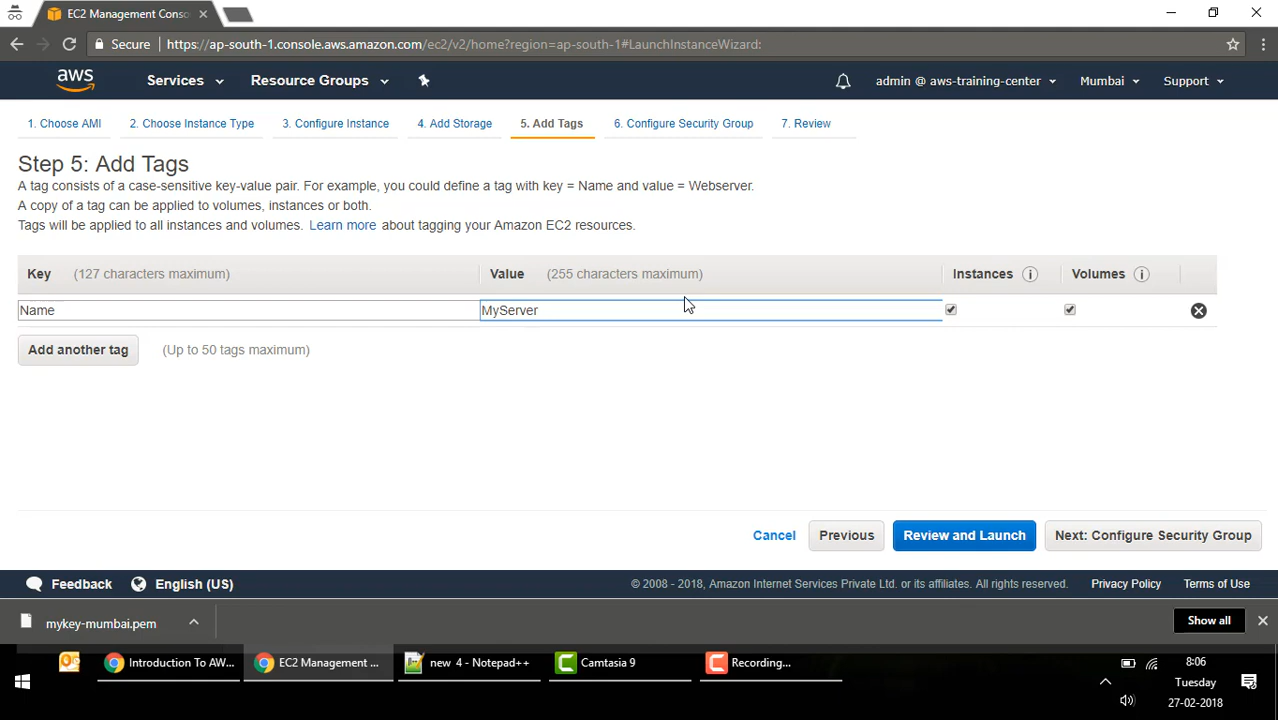 EC2 Management Conso
Secure https://ap-south-1.console.aws.amazon.com/ec2/v2/home?region=ap-south-1#LaunchInstanceWizard:
aws Services Resource Groups admin @ aws-training-center Mumbai Support
1. Choose AMI 2. Choose Instance Type 3. Configure Instance 4. Add Storage 5. Add Tags 6. Configure Security Group 7. Review
Step 5: Add Tags
A tag consists of a case-sensitive key-value pair. For example, you could define a tag with key = Name and value = Webserver.
A copy of a tag can be applied to volumes, instances or both.
Tags will be applied to all instances and volumes. Learn more about tagging your Amazon EC2 resources.
Key (127 characters maximum) Value (255 characters maximum) Instances i Volumes i
Name MyServer
Add another tag (Up to 50 tags maximum)
Cancel Previous Review and Launch Next: Configure Security Group
Feedback English (US) © 2008 - 2018, Amazon Internet Services Private Ltd. or its affiliates. All rights reserved. Privacy Policy Terms of Use
mykey-mumbai.pem Show all
Introduction To AW... EC2 Management ... new 4 - Notepad++ Camtasia 9 Recording...
8:06
Tuesday
27-02-2018